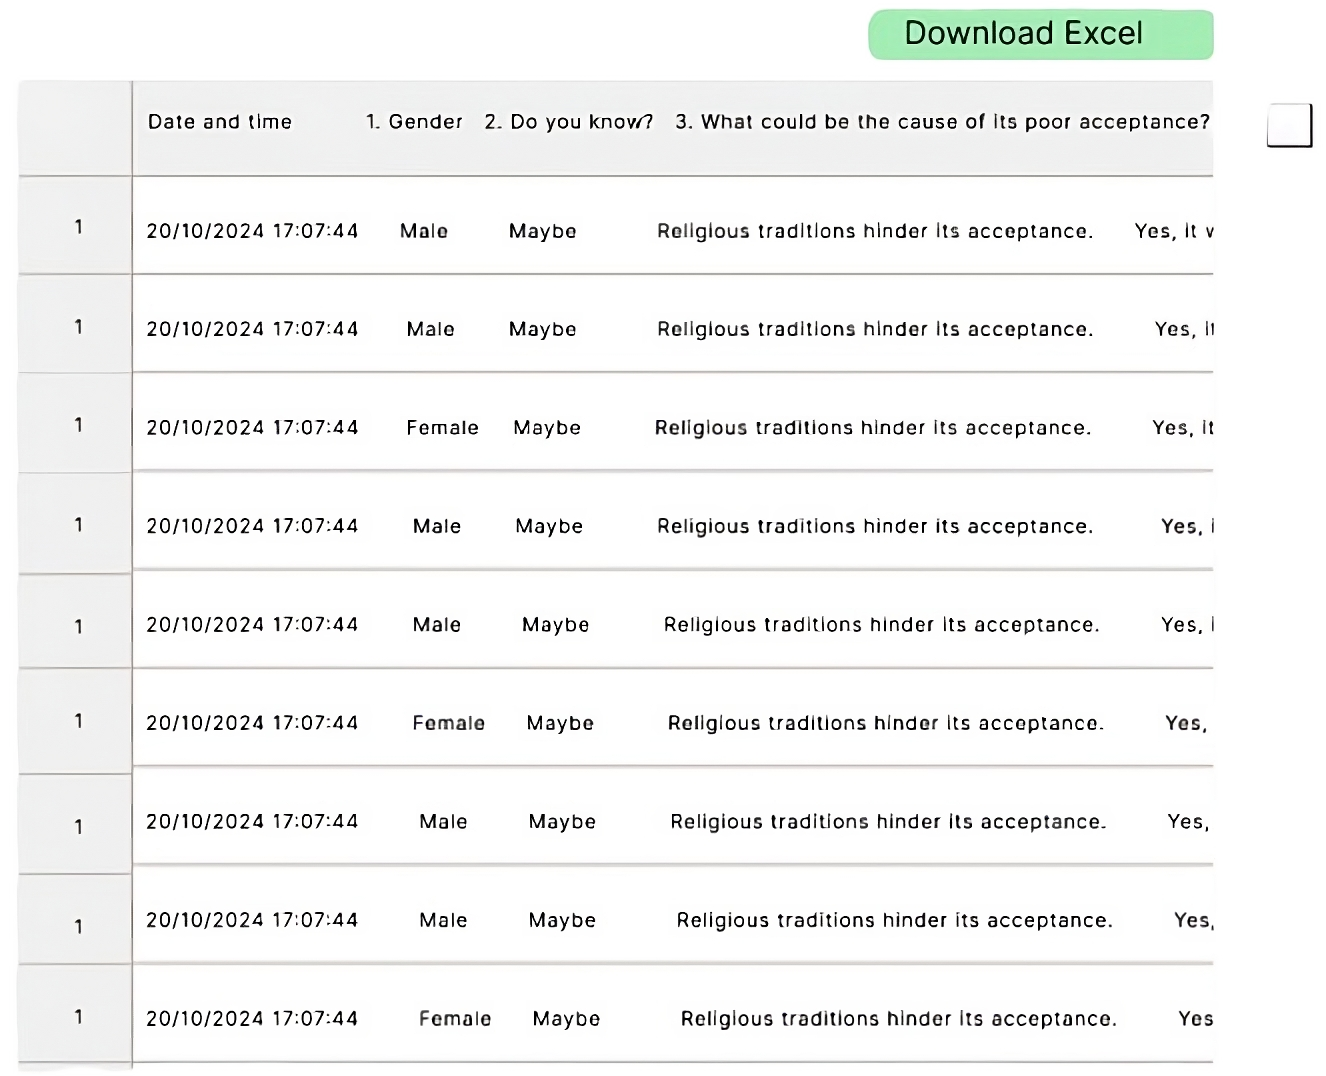 Download Excel
Date and time 1. Gender 2. Do you know? 3. What could be the cause of its poor acceptance?
1 20/10/2024 17:07:44 Male Maybe Religious traditions hinder its acceptance. Yes, it
1 20/10/2024 17:07:44 Male Maybe Religious traditions hinder its acceptance. Yes,
1 20/10/2024 17:07:44 Female Maybe Religious traditions hinder its acceptance. Yes, it
1 20/10/2024 17:07:44 Male Maybe Religious traditions hinder its acceptance. Yes,
1 20/10/2024 17:07:44 Male Maybe Religious traditions hinder its acceptance. Yes,
1 20/10/2024 17:07:44 Female Maybe Religious traditions hinder its acceptance. Yes,
1 20/10/2024 17:07:44 Male Maybe Religious traditions hinder its acceptance. Yes,
1 20/10/2024 17:07:44 Male Maybe Religious traditions hinder its acceptance. Yes,
1 20/10/2024 17:07:44 Female Maybe Religious traditions hinder its acceptance. Yes